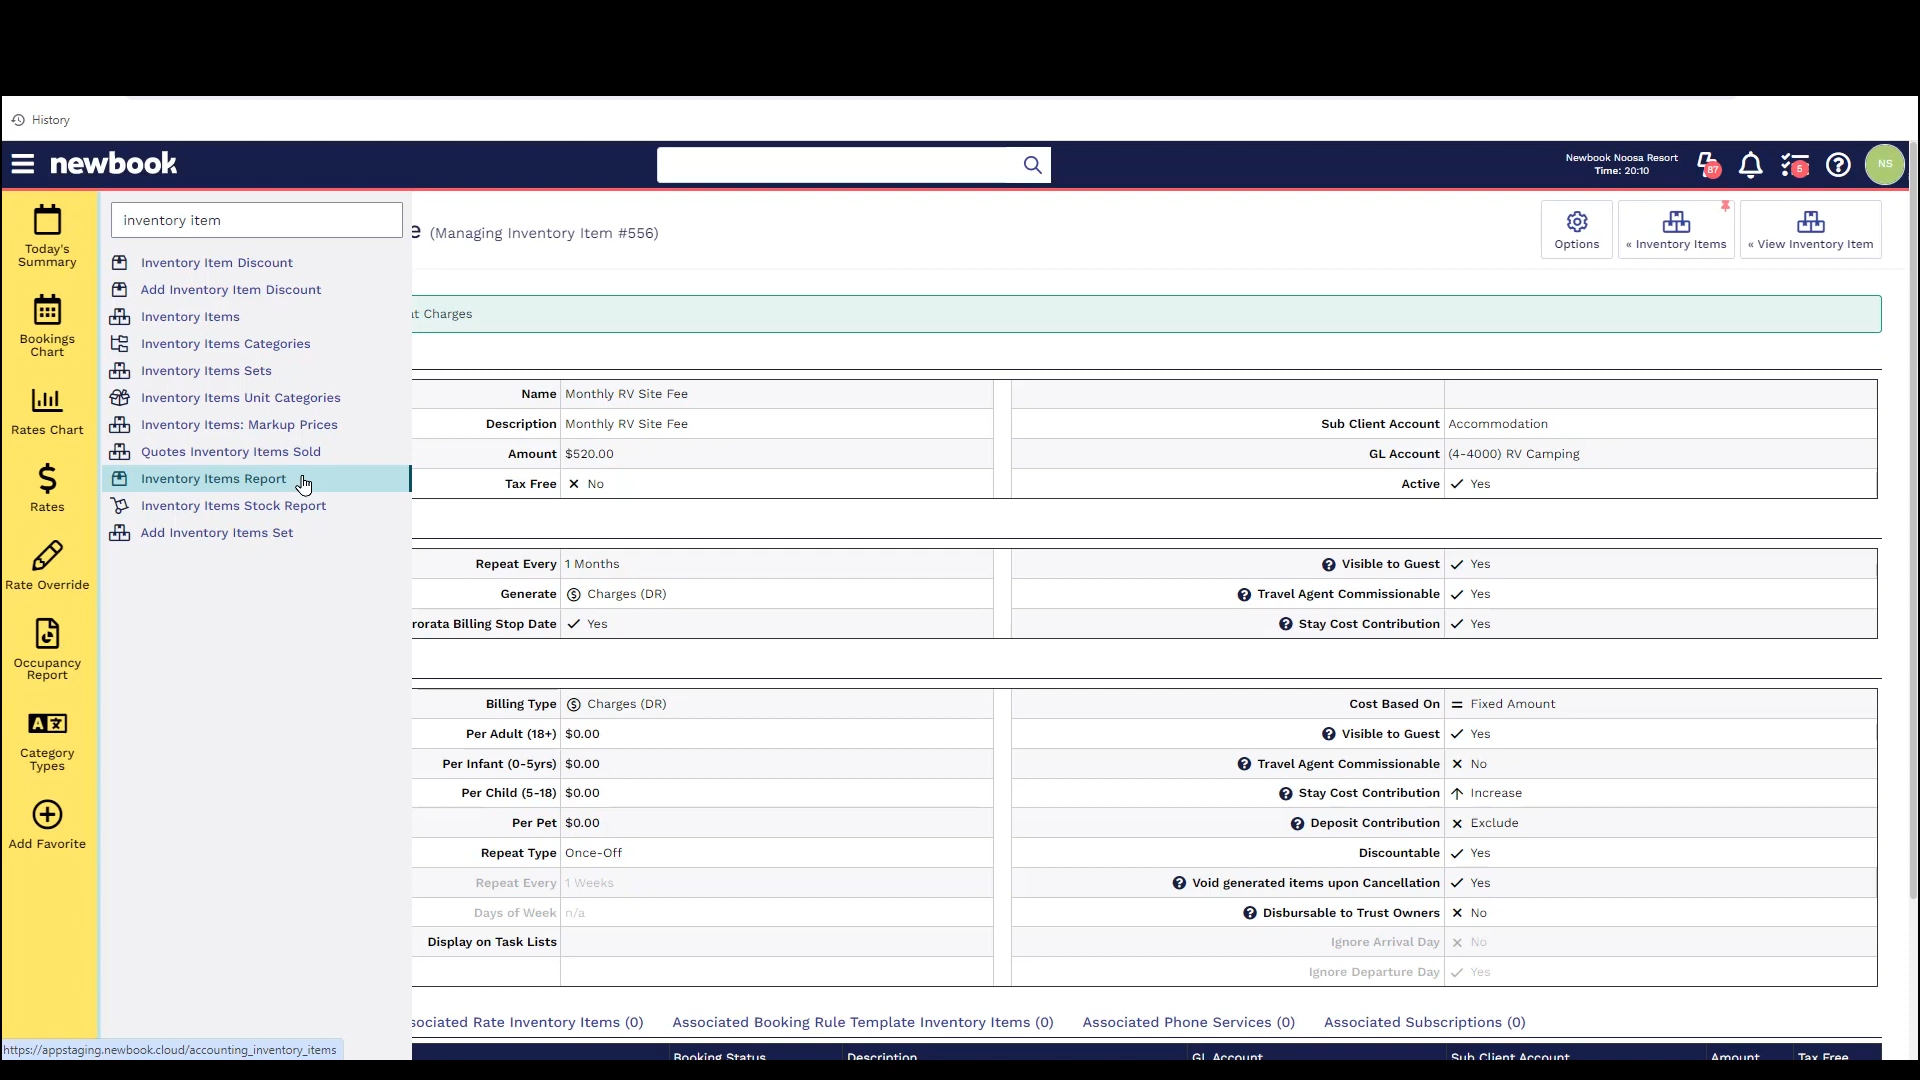 History
newbook
Newbook Noosa Resort
Time: 20:10
87
5
NS
Today's
Summary
Bookings
Chart
Rates Chart
Rates
Rate Override
Occupancy
Report
Category
Types
Add Favorite
inventory item
Inventory Item Discount
Add Inventory Item Discount
Inventory Items
Inventory Items Categories
Inventory Items Sets
Inventory Items Unit Categories
Inventory Items: Markup Prices
Quotes Inventory Items Sold
Inventory Items Report
Inventory Items Stock Report
Add Inventory Items Set
e (Managing Inventory Item #556)
Options
« Inventory Items
« View Inventory Item
at Charges
Name Monthly RV Site Fee
Description Monthly RV Site Fee
Sub Client Account Accommodation
Amount $520.00
GL Account (4-4000) RV Camping
Tax Free No
Active Yes
Repeat Every 1 Months
Visible to Guest Yes
Generate Charges (DR)
Travel Agent Commissionable Yes
rorata Billing Stop Date Yes
Stay Cost Contribution Yes
Billing Type Charges (DR)
Cost Based On Fixed Amount
Per Adult (18+) $0.00
Visible to Guest Yes
Per Infant (0-5yrs) $0.00
Travel Agent Commissionable No
Per Child (5-18) $0.00
Stay Cost Contribution Increase
Per Pet $0.00
Deposit Contribution Exclude
Repeat Type Once-Off
Discountable Yes
Repeat Every 1 Weeks
Void generated items upon Cancellation Yes
Days of Week n/a
Disbursable to Trust Owners No
Display on Task Lists
Ignore Arrival Day No
Ignore Departure Day Yes
sociated Rate Inventory Items (0)
Associated Booking Rule Template Inventory Items (0)
Associated Phone Services (0)
Associated Subscriptions (0)
Booking Status Description GL Account Sub Client Account Amount Tax Free
https://appstaging.newbook.cloud/accounting_inventory_items